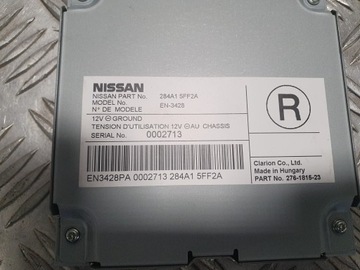 NISSAN
NISSAN PART No. 284A1 5FF2A
MODEL No. EN-3428
N° DE MODELE
12V ⊖GROUND
TENSION D'UTILISATION 12V ⊖AU CHASSIS
SERIAL No. 0002713
EN3428PA 0002713 284A1 5FF2A
R
Clarion Co., Ltd.
Made in Hungary
PART No. 276-1816-23